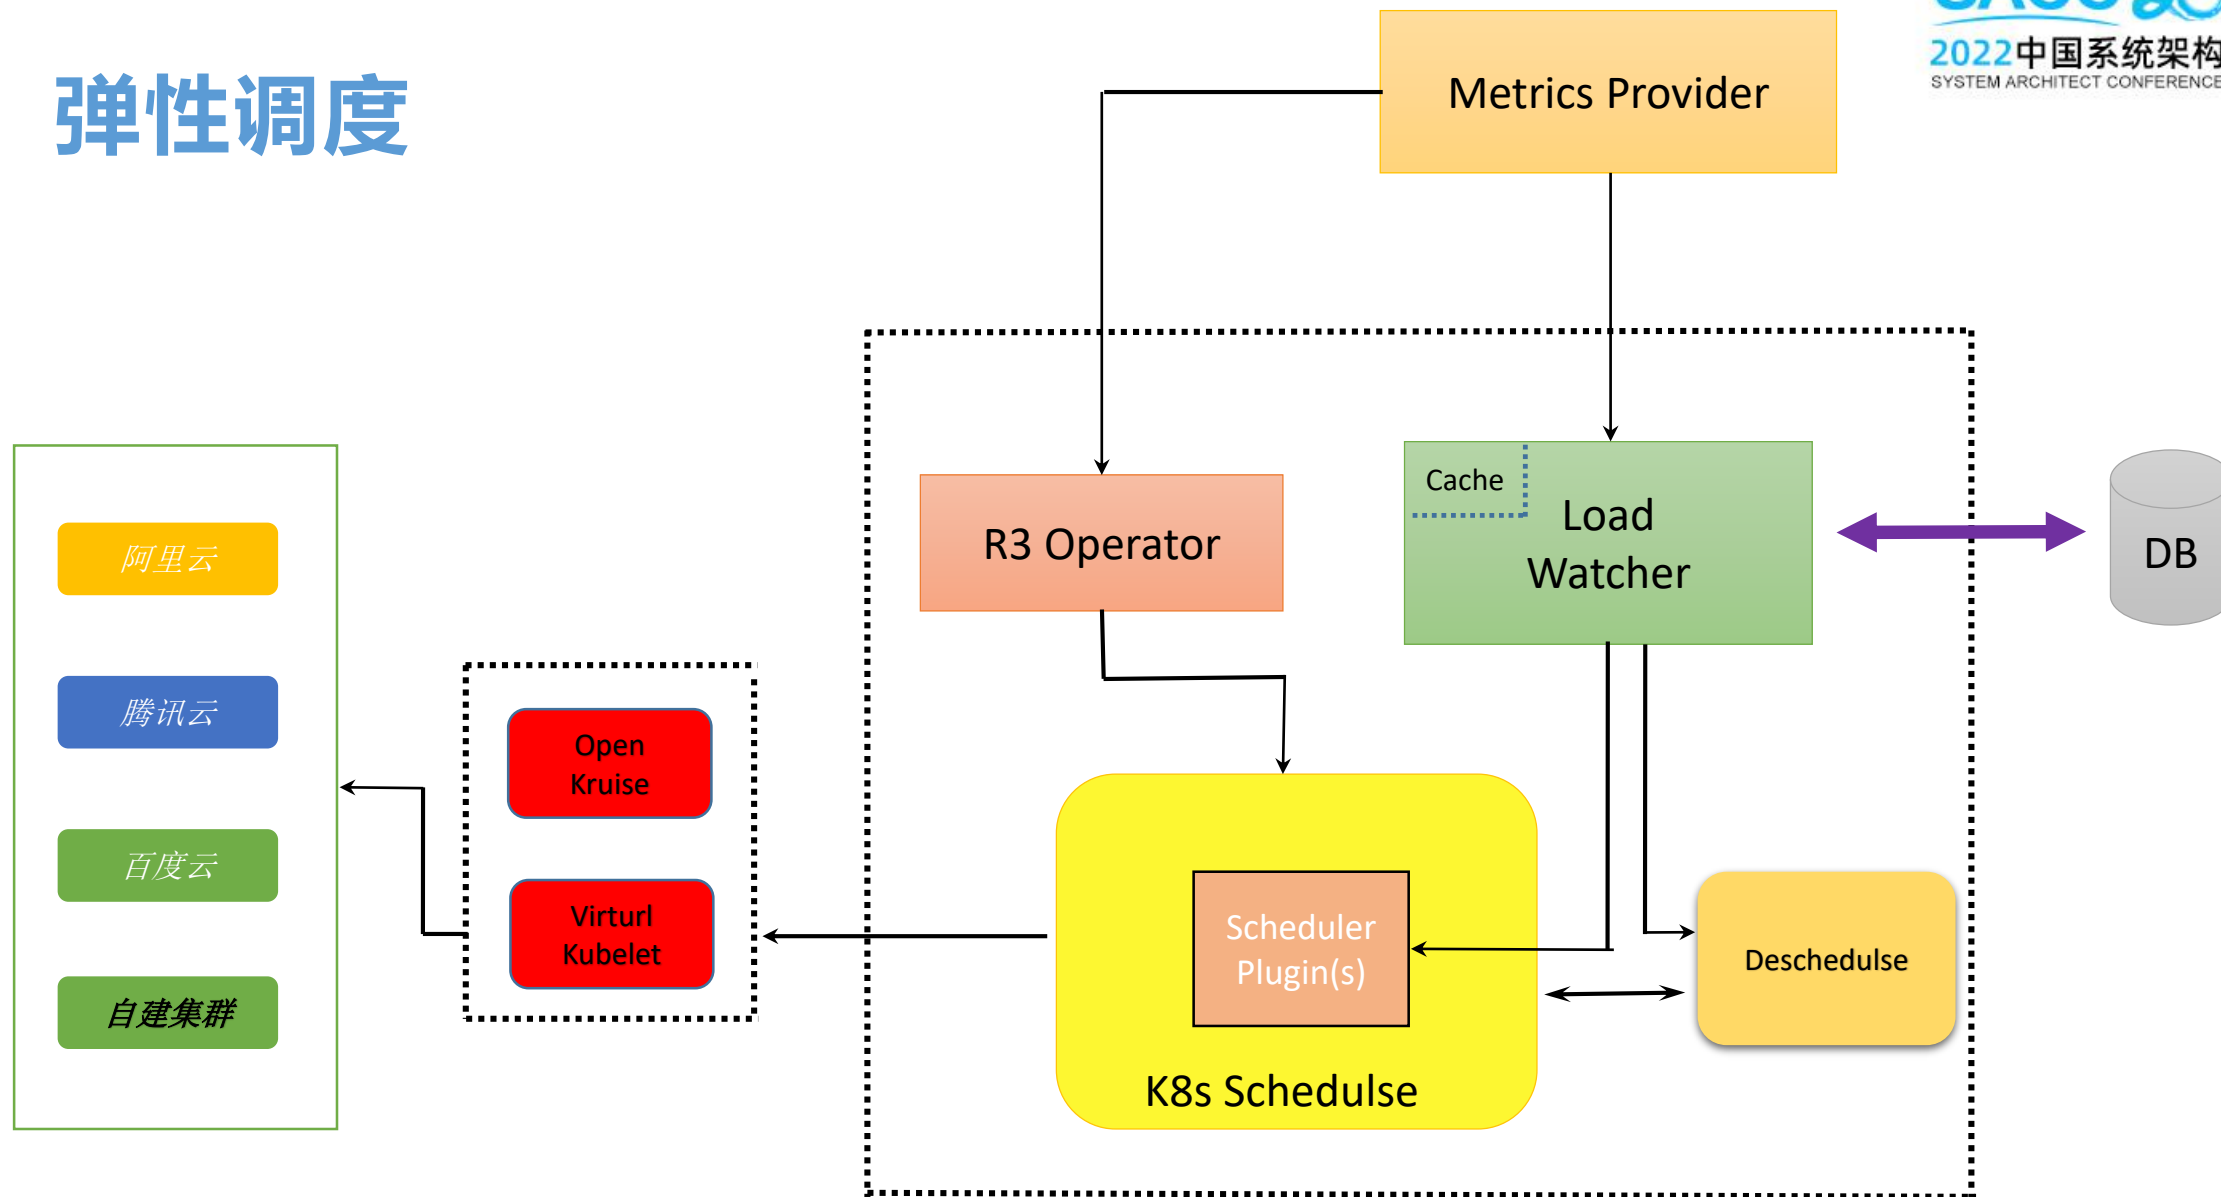 弹性调度
2022中国系统架构
SYSTEM ARCHITECT CONFERENCE
Metrics Provider
Cache
Load
Watcher
R3 Operator
DB
阿里云
腾讯云
百度云
自建集群
Open
Kruise
Virturl
Kubelet
Scheduler
Plugin(s)
K8s Schedulse
Deschedulse